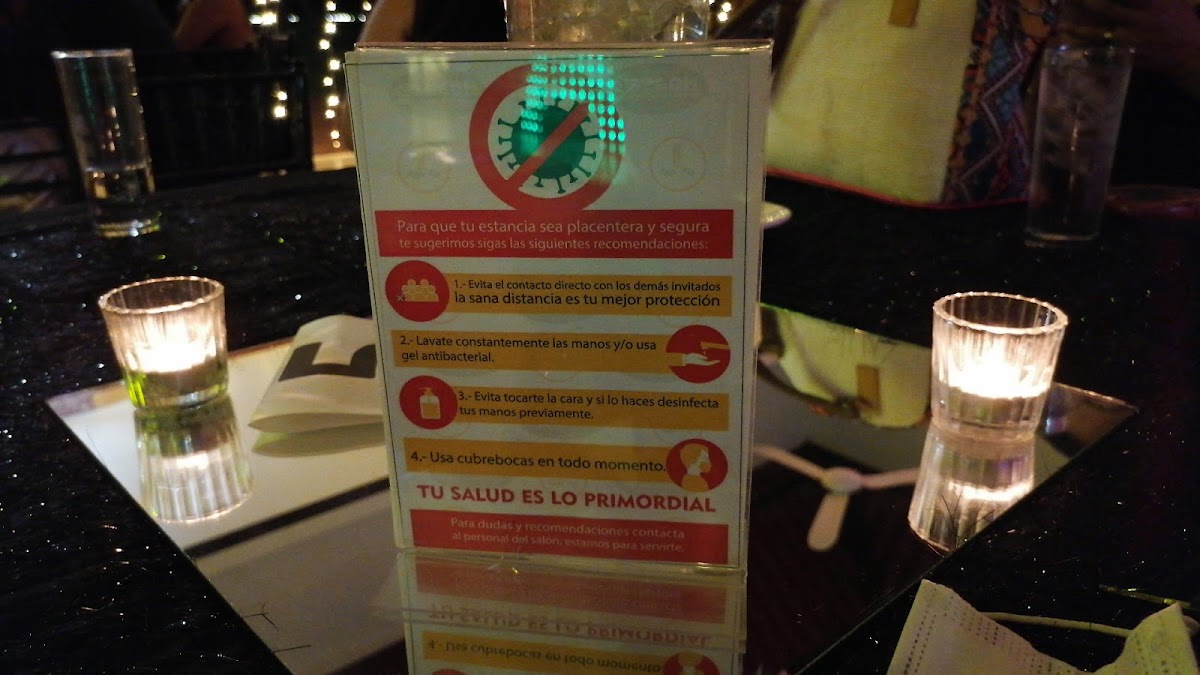 Para que tu estancia sea placentera y segura
te sugerimos sigas las siguientes recomendaciones:
1.- Evita el contacto directo con los demás invitados
la sana distancia es tu mejor protección
2.- Lavate constantemente las manos y/o usa
gel antibacterial.
3.- Evita tocarte la cara y si lo haces desinfecta
tus manos previamente.
4.- Usa cubrebocas en todo momento.
TU SALUD ES LO PRIMORDIAL
Para dudas y recomendaciones contacta
al personal del salón, estamos para servirte.